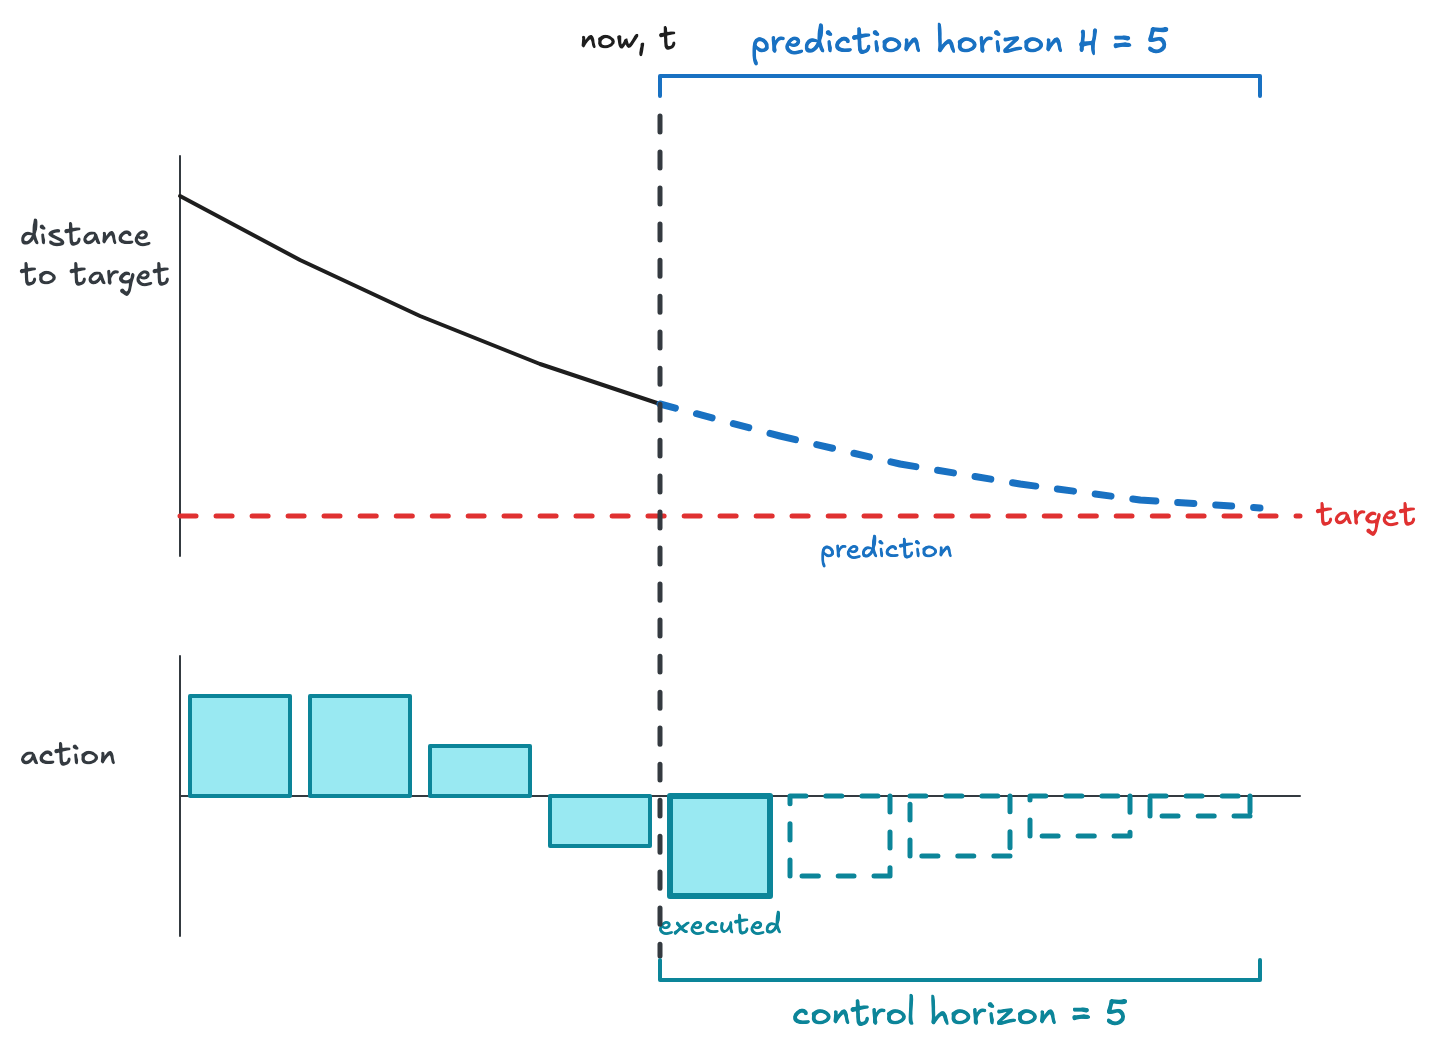 now, t
prediction horizon H = 5
distance
to target
target
prediction
action
executed
control horizon = 5